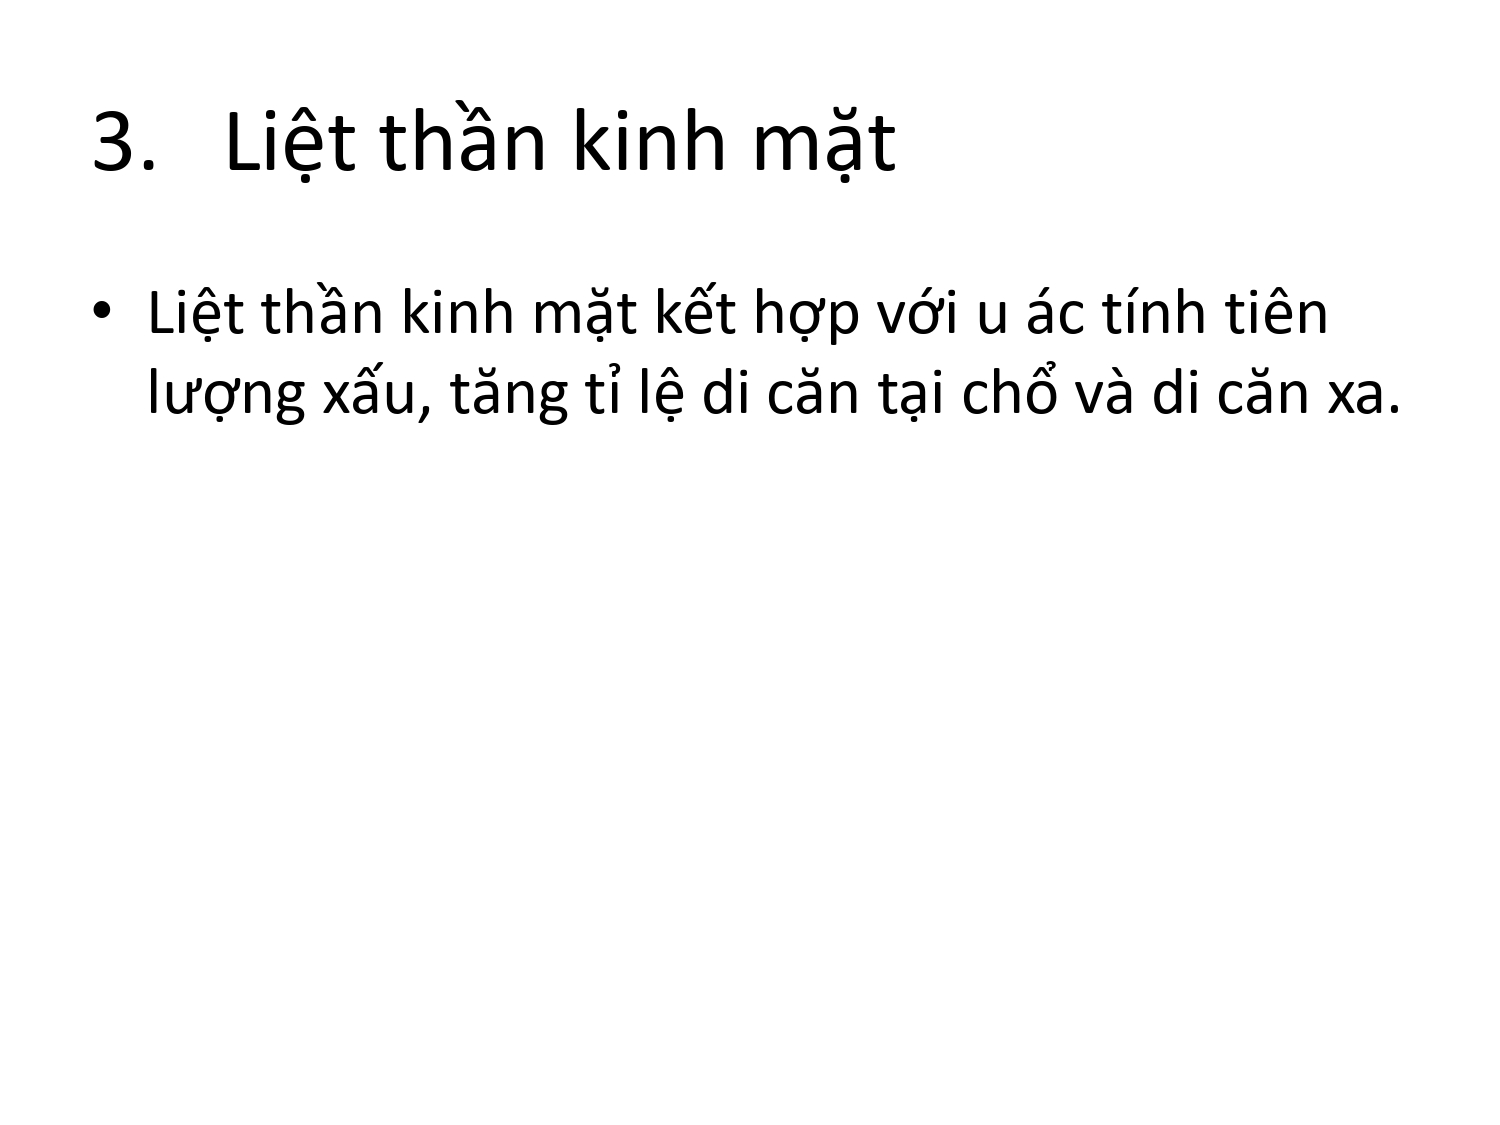 3. Liệt thần kinh mặt
• Liệt thần kinh mặt kết hợp với u ác tính tiên
lượng xấu, tăng tỉ lệ di căn tại chổ và di căn xa.